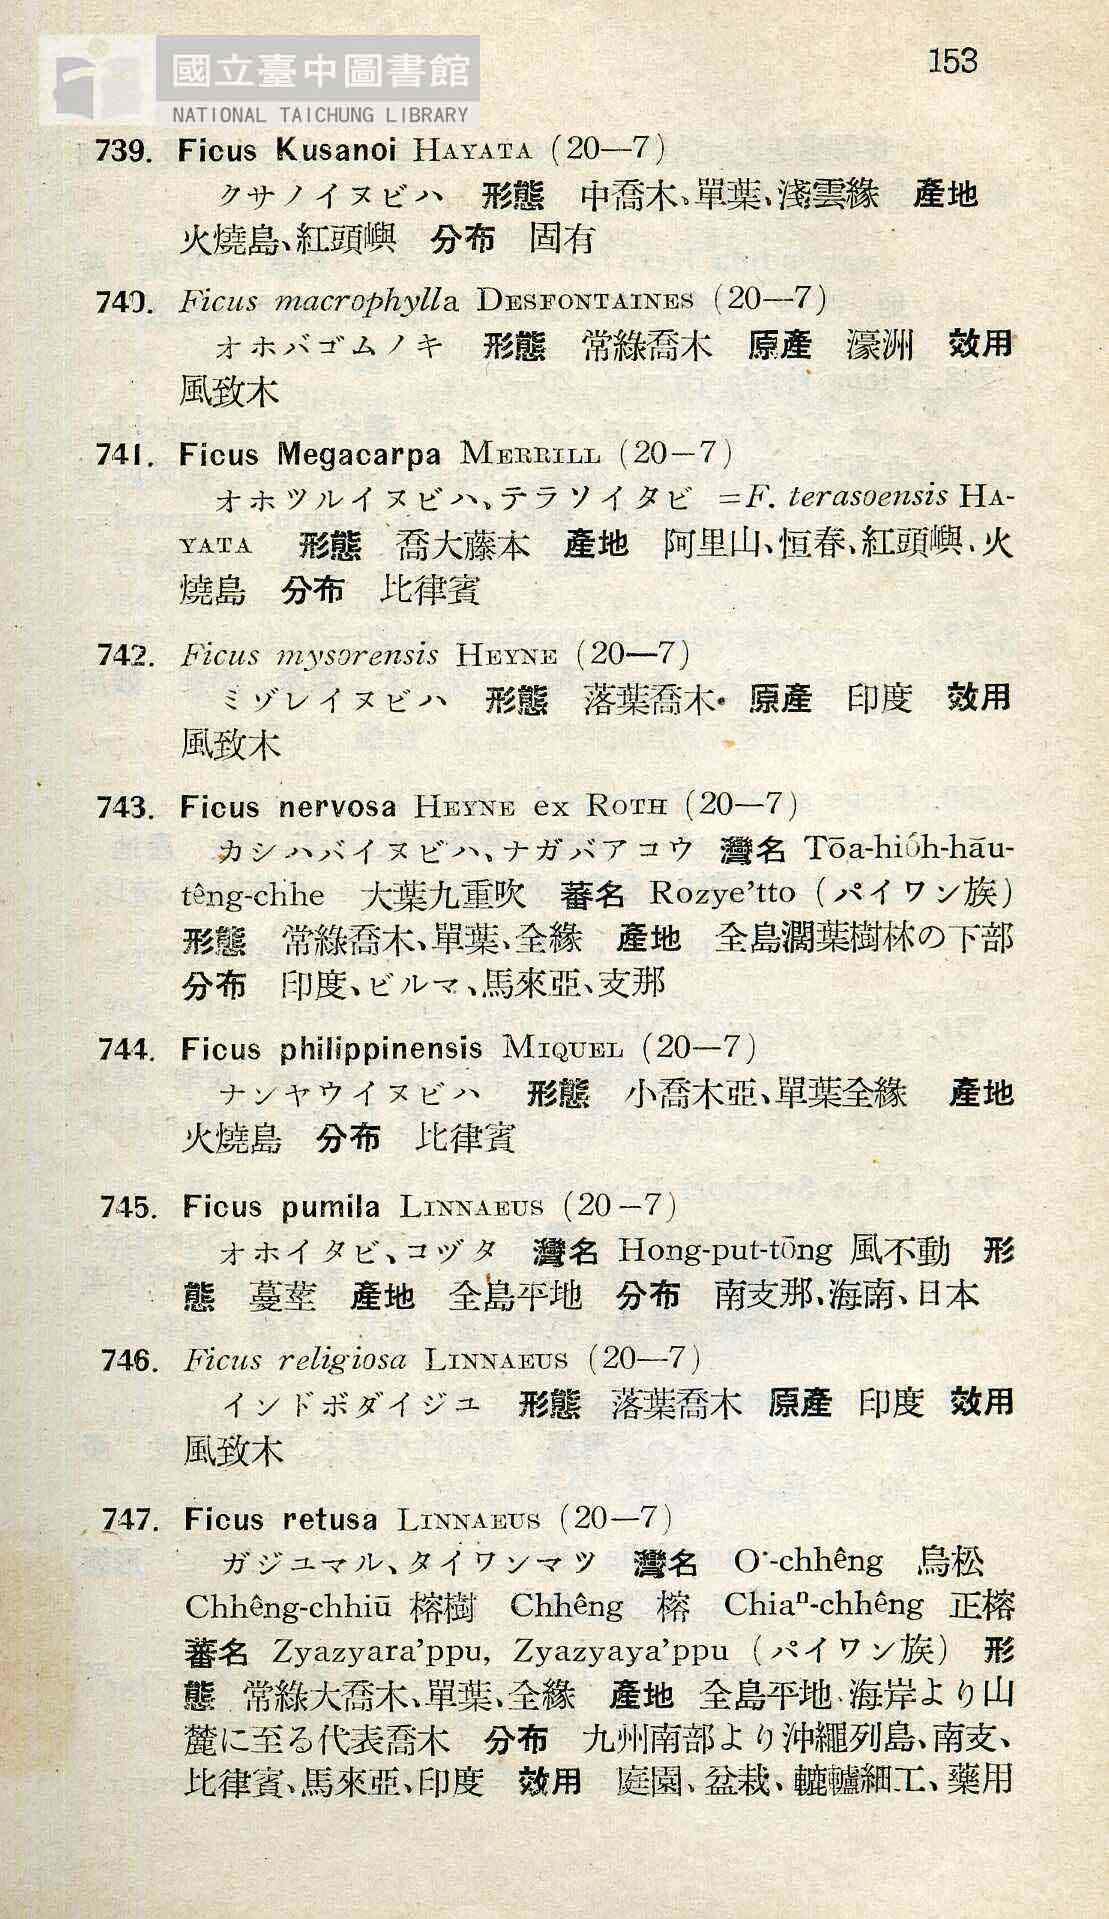 國立臺中圖書館
NATIONAL TAICHUNG LIBRARY
153
739. Ficus Kusanoi HAYATA (20—7)
クサノイヌビハ 形態 中喬木、單葉、淺雲緣 產地
火燒島、紅頭嶼 分布 固有
740. Ficus macrophylla DESFONTAINES (20—7)
オホバゴムノキ 形態 常綠喬木 原產 濠洲 效用
風致木
741. Ficus Megacarpa MERRILL (20—7)
オホツルイヌビハ、テラソイタビ =F. terasoensis HA-
YATA 形態 喬大藤本 產地 阿里山、恒春、紅頭嶼、火
燒島 分布 比律賓
742. Ficus mysorensis HEYNE (20—7)
ミゾレイヌビハ 形態 落葉喬木 原產 印度 效用
風致木
743. Ficus nervosa HEYNE ex ROTH (20—7)
カシハバイヌビハ、ナガバアコウ 灣名 Tōa-hióh-hāu-
têng-chhe 大葉九重吹 蕃名 Rozye'tto (パイワン族)
形態 常綠喬木、單葉、全緣 產地 全島濶葉樹林の下部
分布 印度、ビルマ、馬來亞、支那
744. Ficus philippinensis MIQUEL (20—7)
ナンヤウイヌビハ 形態 小喬木亞、單葉全緣 產地
火燒島 分布 比律賓
745. Ficus pumila LINNAEUS (20—7)
オホイタビ、コヅタ 灣名 Hong-put-tōng 風不動 形
態 蔓莖 產地 全島平地 分布 南支那、海南、日本
746. Ficus religiosa LINNAEUS (20—7)
インドボダイジユ 形態 落葉喬木 原產 印度 效用
風致木
747. Ficus retusa LINNAEUS (20—7)
ガジユマル、タイワンマツ 灣名 O·-chhêng 烏松
Chhêng-chhiū 榕樹 Chhêng 榕 Chiaⁿ-chhêng 正榕
蕃名 Zyazyara'ppu, Zyazyaya'ppu (パイワン族) 形
態 常綠大喬木、單葉、全緣 產地 全島平地、海岸より山
麓に至る代表喬木 分布 九州南部より沖繩列島、南支、
比律賓、馬來亞、印度 效用 庭園、盆栽、轆轤細工、藥用